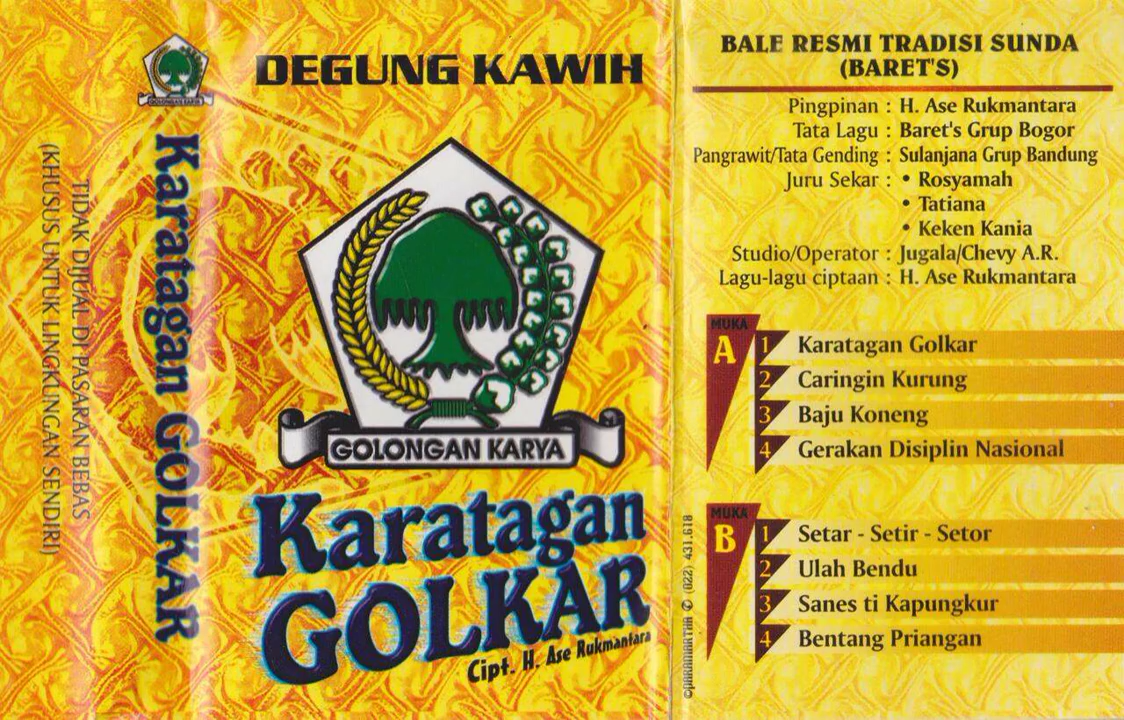 TIDAK DIJUAL DI PASARAN BEBAS
(KHUSUS UNTUK LINGKUNGAN SENDIRI)
GOLONGAN KARYA
Karatagan GOLKAR
DEGUNG KAWIH
GOLONGAN KARYA
Karatagan
GOLKAR
Cipt. H. Ase Rukmantara
BALE RESMI TRADISI SUNDA
(BARET'S)
Pingpinan : H. Ase Rukmantara
Tata Lagu : Baret's Grup Bogor
Pangrawit/Tata Gending : Sulanjana Grup Bandung
Juru Sekar : • Rosyamah
• Tatiana
• Keken Kania
Studio/Operator : Jugala/Chevy A.R.
Lagu-lagu ciptaan : H. Ase Rukmantara
MUKA
A
1 Karatagan Golkar
2 Caringin Kurung
3 Baju Koneng
4 Gerakan Disiplin Nasional
MUKA
B
1 Setar - Setir - Setor
2 Ulah Bendu
3 Sanes ti Kapungkur
4 Bentang Priangan
©PARAMARTHA ✆ (022) 431.618